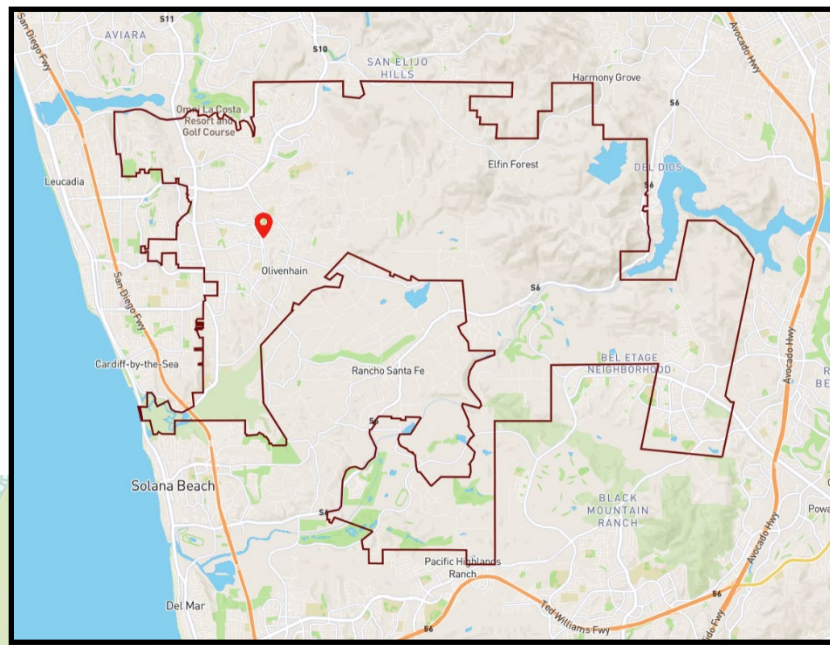 S11
AVIARA
S10
SAN ELIJO
HILLS
Harmony Grove
Avocado Hwy
San Diego Fwy
S6
Omni La Costa
Resort and
Golf Course
Elfin Forest
DEL DIOS
Leucadia
S6
Olivenhain
San Diego Fwy
S6
Cardiff-by-the-Sea
Rancho Santa Fe
BEL ETAGE
NEIGHBORHOOD
Avocado Hwy
S6
Solana Beach
S6
BLACK
MOUNTAIN
RANCH
Pacific Highlands
Ranch
Avocado Hwy
Del Mar
S6
Ted Williams Fwy
S6